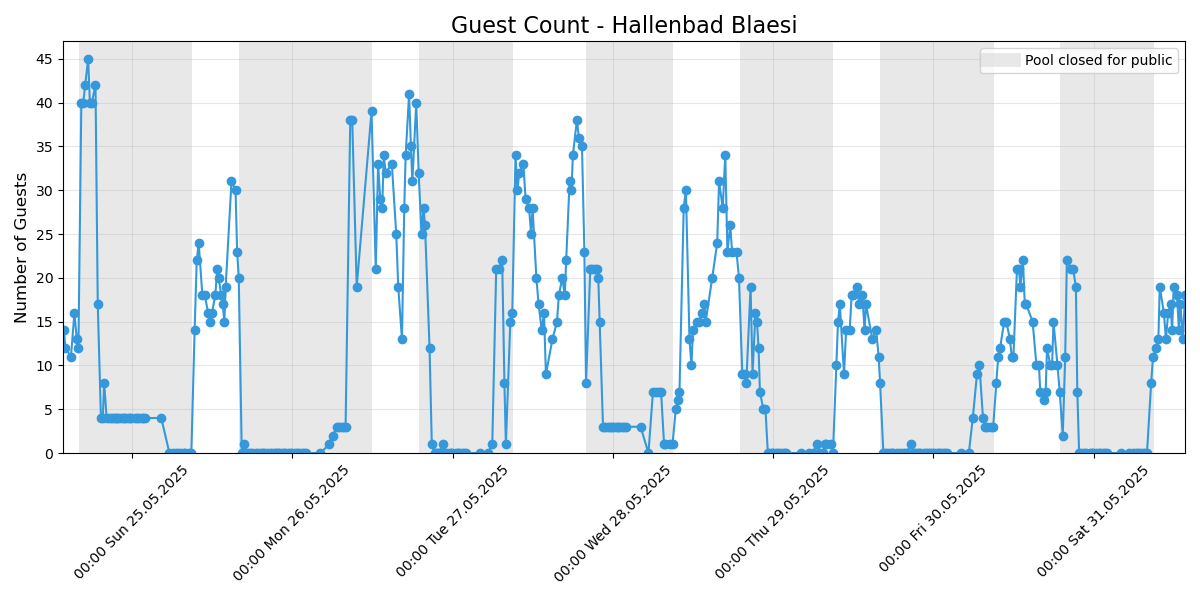 Guest Count - Hallenbad Blaesi
Pool closed for public
Number of Guests
45
40
35
30
25
20
15
10
5
0
00:00 Sun 25.05.2025
00:00 Mon 26.05.2025
00:00 Tue 27.05.2025
00:00 Wed 28.05.2025
00:00 Thu 29.05.2025
00:00 Fri 30.05.2025
00:00 Sat 31.05.2025